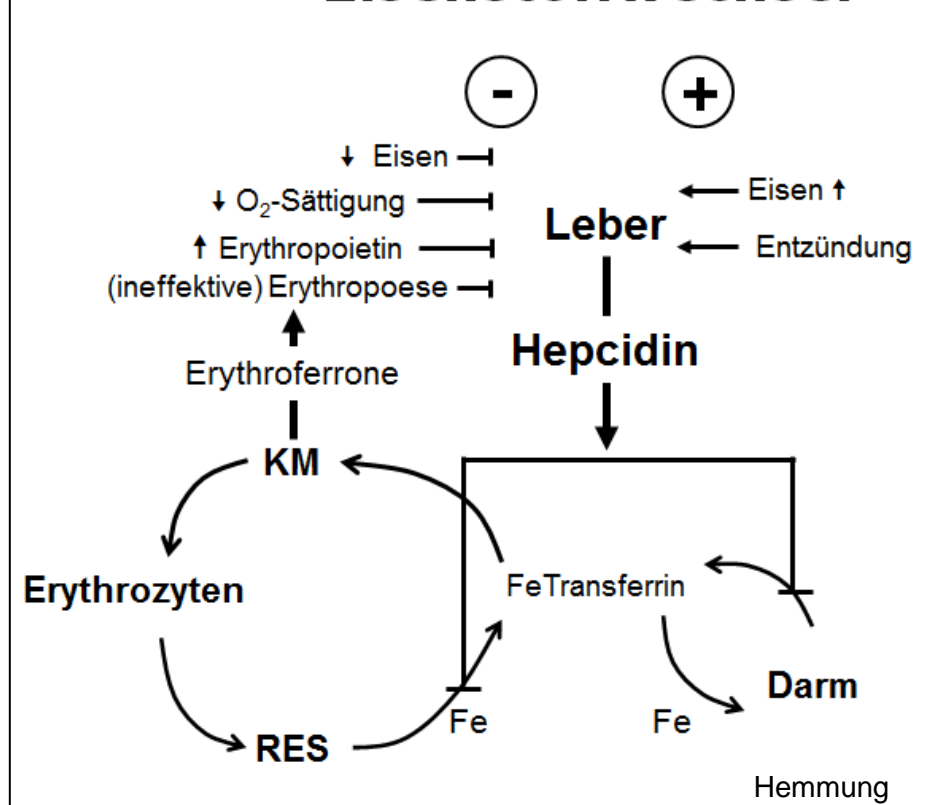 -
+
↓ Eisen
↓ O₂-Sättigung
↑ Erythropoietin
(ineffektive) Erythropoese
Eisen ↑
Leber
Entzündung
Hepcidin
Erythroferrone
KM
Erythrozyten
FeTransferrin
Darm
Fe
Fe
RES
Hemmung